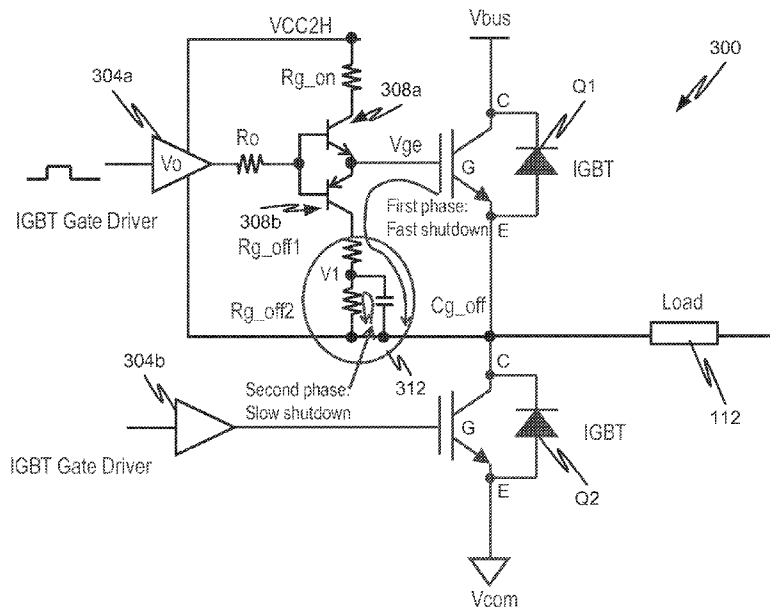 VCC2H
Vbus
300
304a
Rg_on
308a
Q1
C
Ro
Vge
Vo
G
IGBT
IGBT Gate Driver
308b
First phase:
Fast shutdown
E
Rg_off1
V1
Rg_off2
Cg_off
Load
304b
Second phase:
Slow shutdown
312
C
112
G
IGBT
IGBT Gate Driver
E
Q2
Vcom